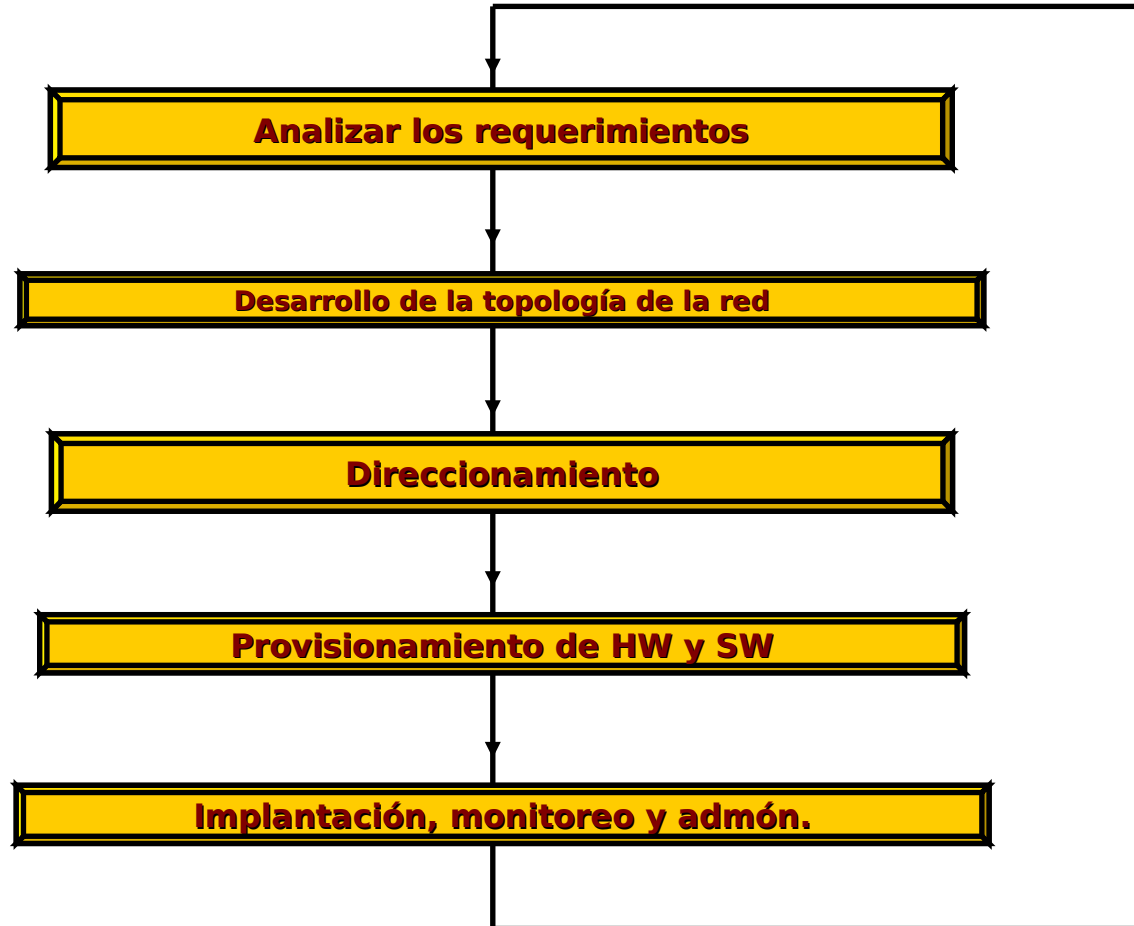 Analizar los requerimientos
Desarrollo de la topología de la red
Direccionamiento
Provisionamiento de HW y SW
Implantación, monitoreo y admón.